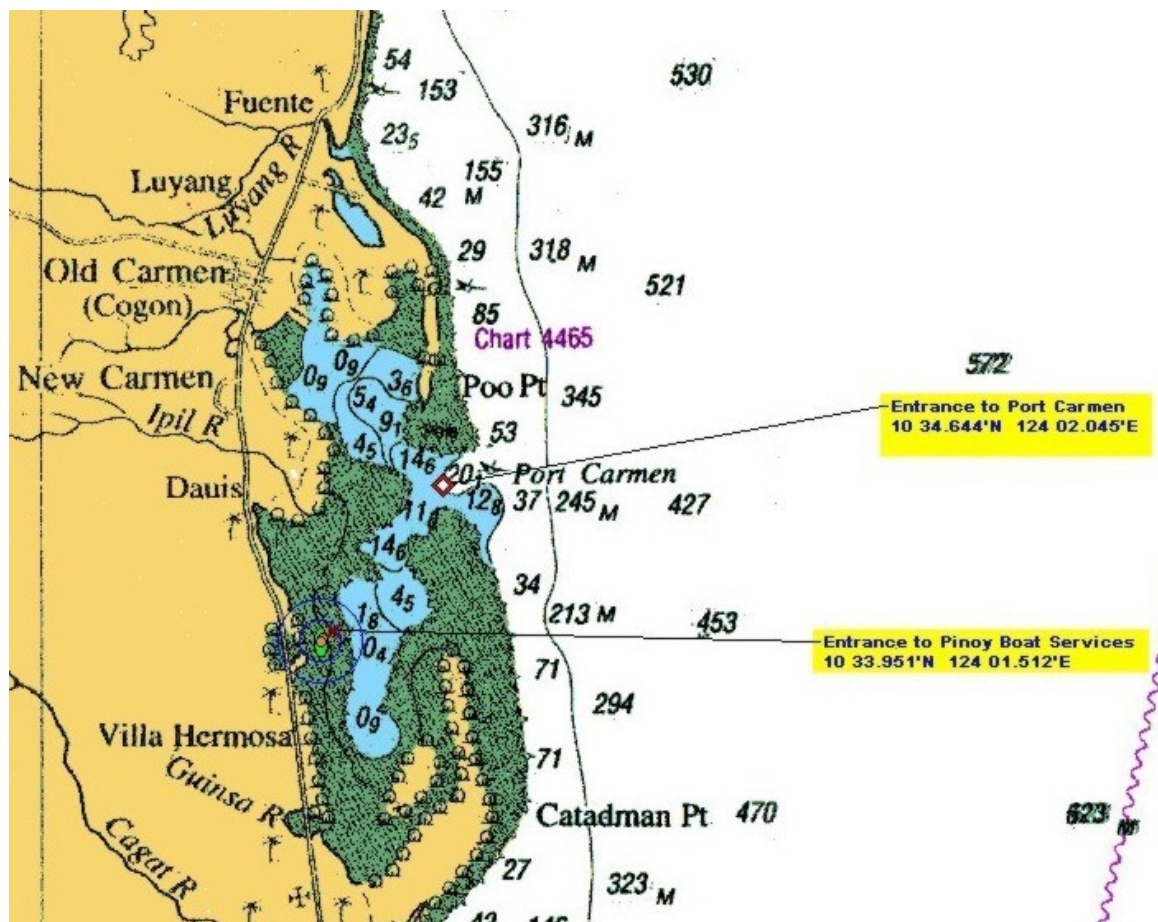 54
153
530
Fuente
23₅
316 M
Luyang
Luyang R
155 M
42
29
318 M
Old Carmen
(Cogon)
521
85
Chart 4465
0₉
0₉
3₆
572
New Carmen
5₄
Poo Pt
345
Entrance to Port Carmen
10 34.644'N 124 02.045'E
Ipil R
9₁
4₅
53
14₆
20₁
Port Carmen
Dauis
12₈
37
245 M
427
14₆
4₅
34
1₈
213 M
453
0₄
Entrance to Pinoy Boat Services
10 33.951'N 124 01.512'E
71
294
0₉
Villa Hermosa
71
Guinsa R
Catadman Pt
470
623 M
Cagat R
27
323 M